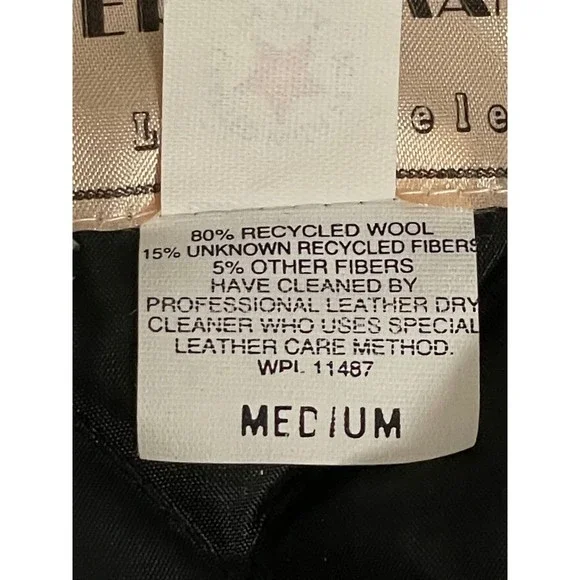 80% RECYCLED WOOL
15% UNKNOWN RECYCLED FIBERS
5% OTHER FIBERS
HAVE CLEANED BY
PROFESSIONAL LEATHER DRY
CLEANER WHO USES SPECIAL
LEATHER CARE METHOD.
WPL 11487
MEDIUM